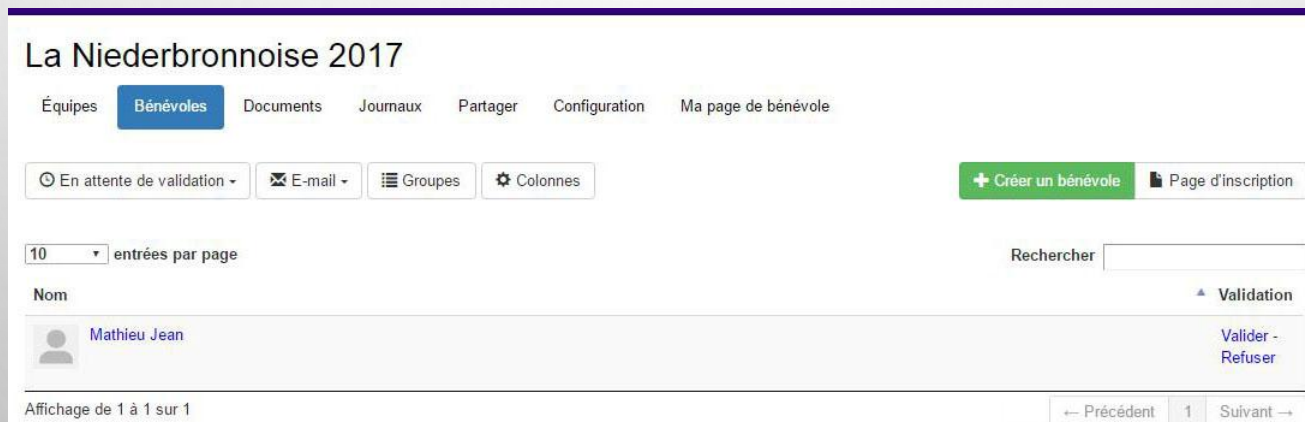 La Niederbronnoise 2017
Équipes Bénévoles Documents Journaux Partager Configuration Ma page de bénévole
En attente de validation E-mail Groupes Colonnes Créer un bénévole Page d'inscription
10 entrées par page Rechercher
Nom Validation
Mathieu Jean Valider -
Refuser
Affichage de 1 à 1 sur 1 ← Précédent 1 Suivant →